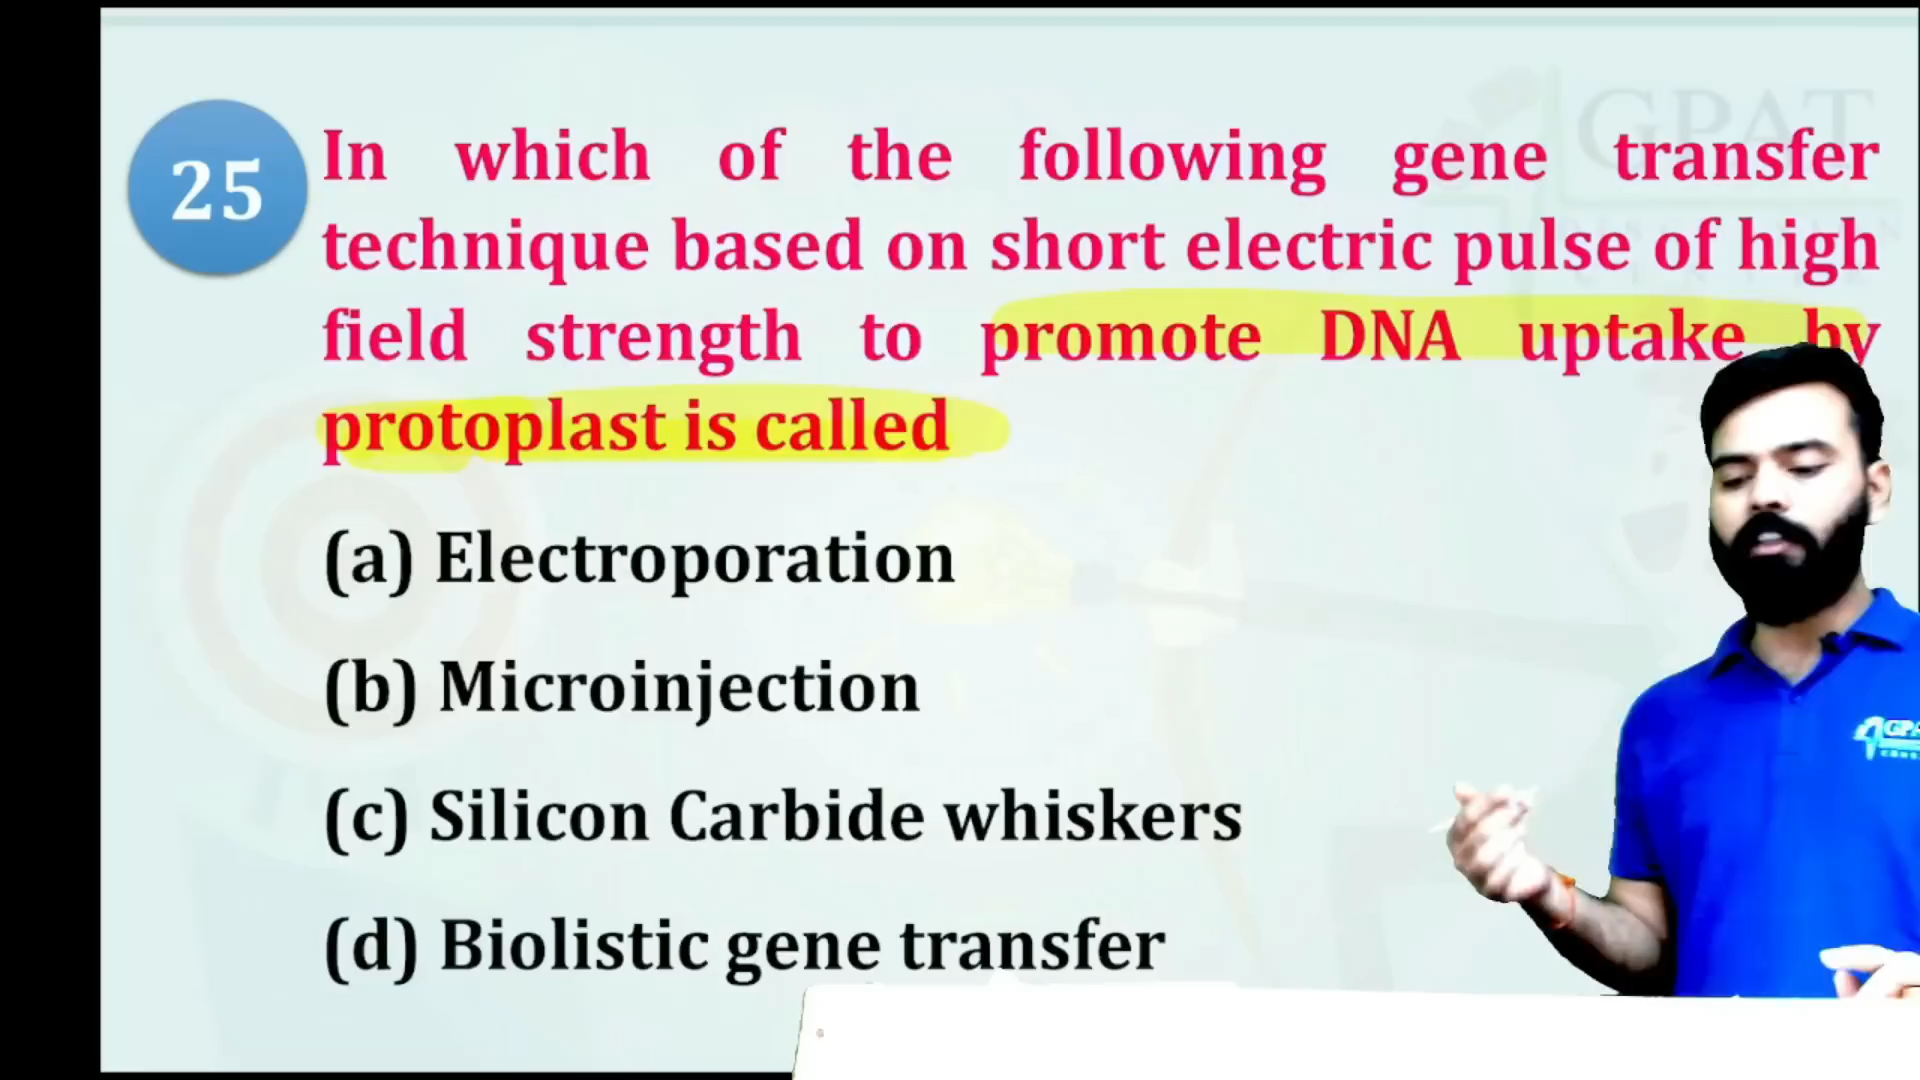 GPAT
25
In which of the following gene transfer
technique based on short electric pulse of high
field strength to promote DNA uptake by
protoplast is called
(a) Electroporation
(b) Microinjection
(c) Silicon Carbide whiskers
(d) Biolistic gene transfer